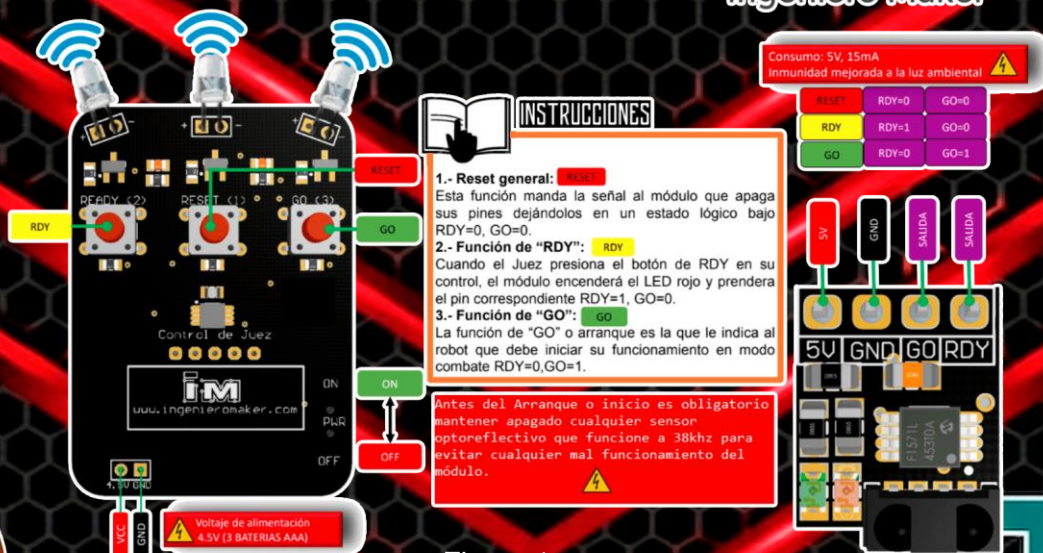 Ingeniero Maker
Consumo: 5V, 15mA
Inmunidad mejorada a la luz ambiental
RESET RDY=0 GO=0
RDY RDY=1 GO=0
GO RDY=0 GO=1
INSTRUCCIONES
1.- Reset general: RESET
Esta función manda la señal al módulo que apaga
sus pines dejándolos en un estado lógico bajo
RDY=0, GO=0.
2.- Función de “RDY”: RDY
Cuando el Juez presiona el botón de RDY en su
control, el módulo encenderá el LED rojo y prendera
el pin correspondiente RDY=1, GO=0.
3.- Función de “GO”: GO
La función de “GO” o arranque es la que le indica al
robot que debe iniciar su funcionamiento en modo
combate RDY=0,GO=1.
Antes del Arranque o inicio es obligatorio
mantener apagado cualquier sensor
optoreflectivo que funcione a 38khz para
evitar cualquier mal funcionamiento del
módulo.
+ -
+ -
+ -
RESET
READY (2) RESET (1) GO (3)
RDY
GO
Control de Juez
IM
www.ingenieromaker.com
ON
PWR
OFF
ON
OFF
4.5V GND
VCC
GND
Voltaje de alimentación
4.5V (3 BATERIAS AAA)
5V
GND
SALIDA
SALIDA
5V GND GO RDY
F1571L
453TDA